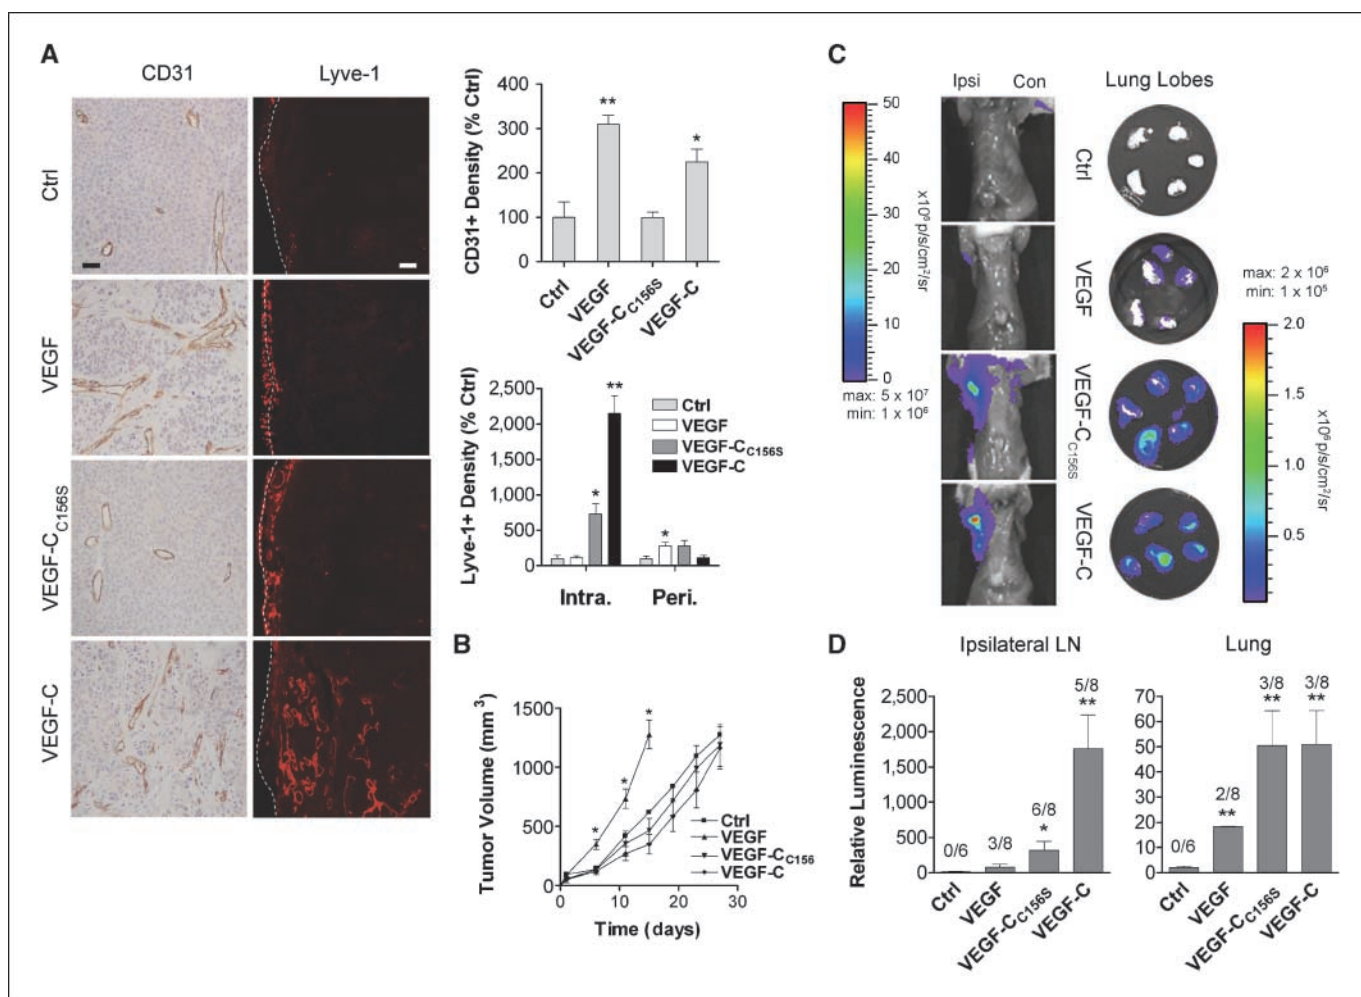 A
CD31
Lyve-1
Ctrl
VEGF
VEGF-C_C156S
VEGF-C
CD31+ Density (% Ctrl)
400
300
200
100
0
Ctrl
VEGF
VEGF-C_C156S
VEGF-C
**
*
Lyve-1+ Density (% Ctrl)
2,500
2,000
1,500
1,000
500
0
*
**
*
Ctrl
VEGF
VEGF-C_C156S
VEGF-C
Intra.
Peri.
B
Tumor Volume (mm³)
1500
1000
500
0
*
*
*
Ctrl
VEGF
VEGF-C_C156
VEGF-C
0
10
20
30
Time (days)
C
Ipsi
Con
Lung Lobes
50
40
30
20
10
0
x10⁶ p/s/cm²/sr
max: 5 x 10⁷
min: 1 x 10⁶
Ctrl
VEGF
VEGF-C_C156S
VEGF-C
max: 2 x 10⁶
min: 1 x 10⁵
2.0
1.5
1.0
0.5
x10⁶ p/s/cm²/sr
D
Ipsilateral LN
Relative Luminescence
2,500
2,000
1,500
1,000
500
0
0/6
3/8
6/8
*
5/8
**
Ctrl
VEGF
VEGF-C_C156S
VEGF-C
Lung
70
60
50
40
30
20
10
0
0/6
2/8
**
3/8
**
3/8
**
Ctrl
VEGF
VEGF-C_C156S
VEGF-C